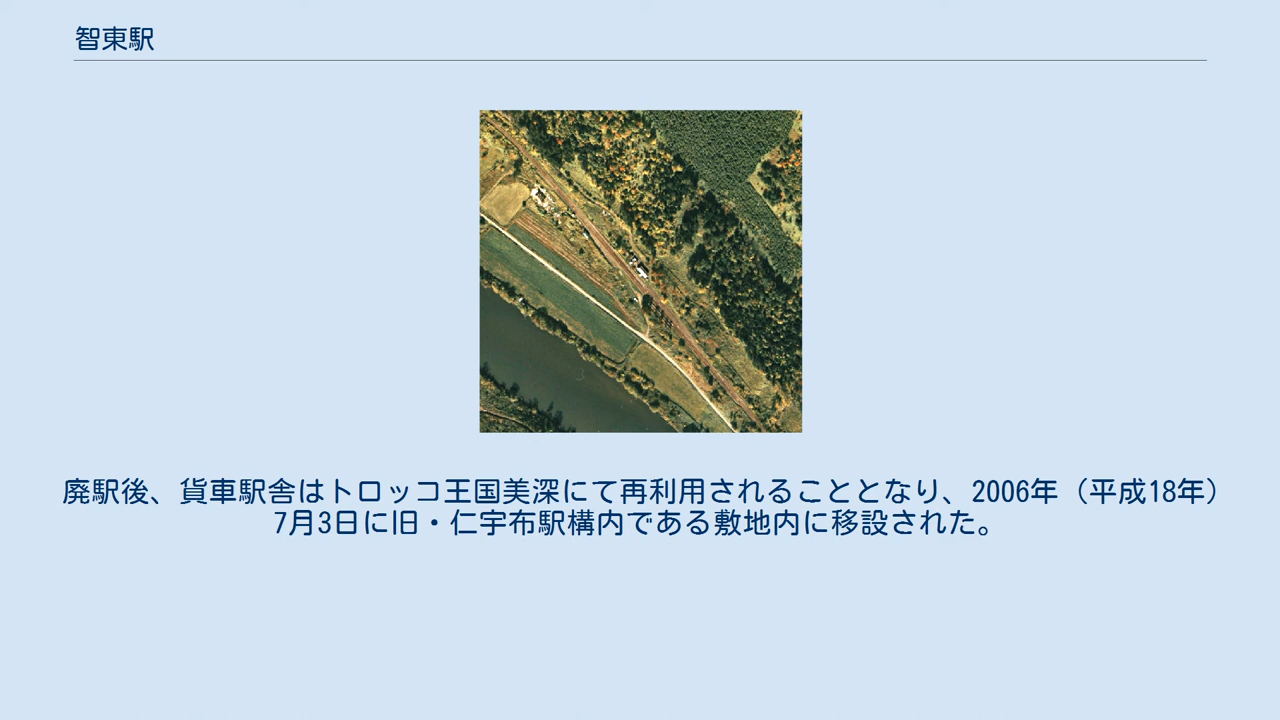 智東駅
廃駅後、貨車駅舎はトロッコ王国美深にて再利用されることとなり、2006年（平成18年）
7月3日に旧・仁宇布駅構内である敷地内に移設された。